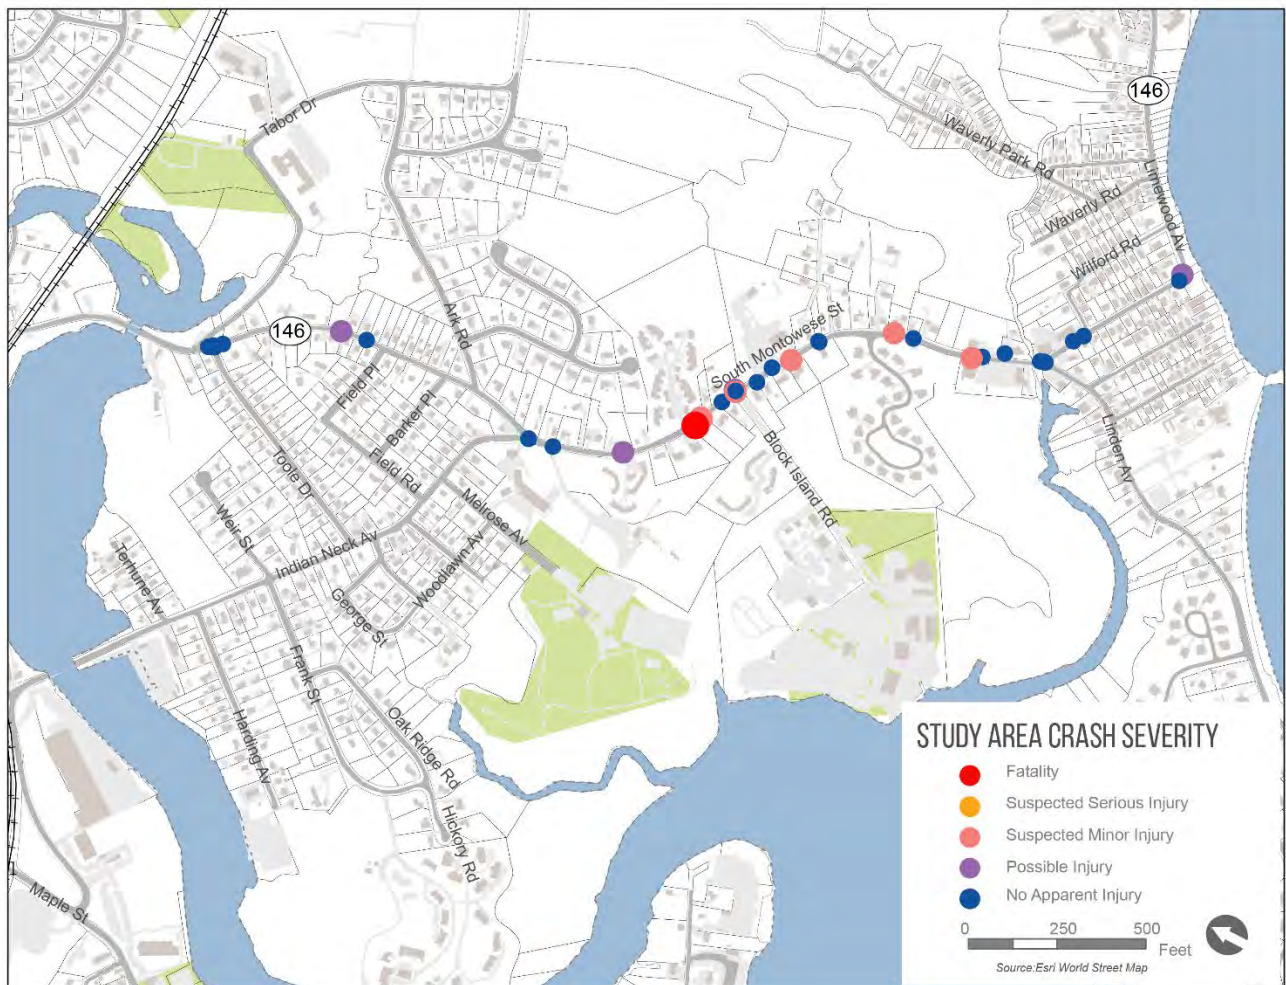 146
Tabor Dr
Waverly Park Rd
Limewood Av
Waverly Rd
Wilford Rd
146
Ark Rd
South Montowese St
Field Pl
Barker Pl
Field Rd
Toole Dr
Melrose Av
Block Island Rd
Linden Av
Weir St
Indian Neck Av
Woodlawn Av
Terhune Av
George St
Frank St
Oak Ridge Rd
Harding Av
Hickory Rd
Maple St
STUDY AREA CRASH SEVERITY
Fatality
Suspected Serious Injury
Suspected Minor Injury
Possible Injury
No Apparent Injury
0 250 500
Feet
Source:Esri World Street Map